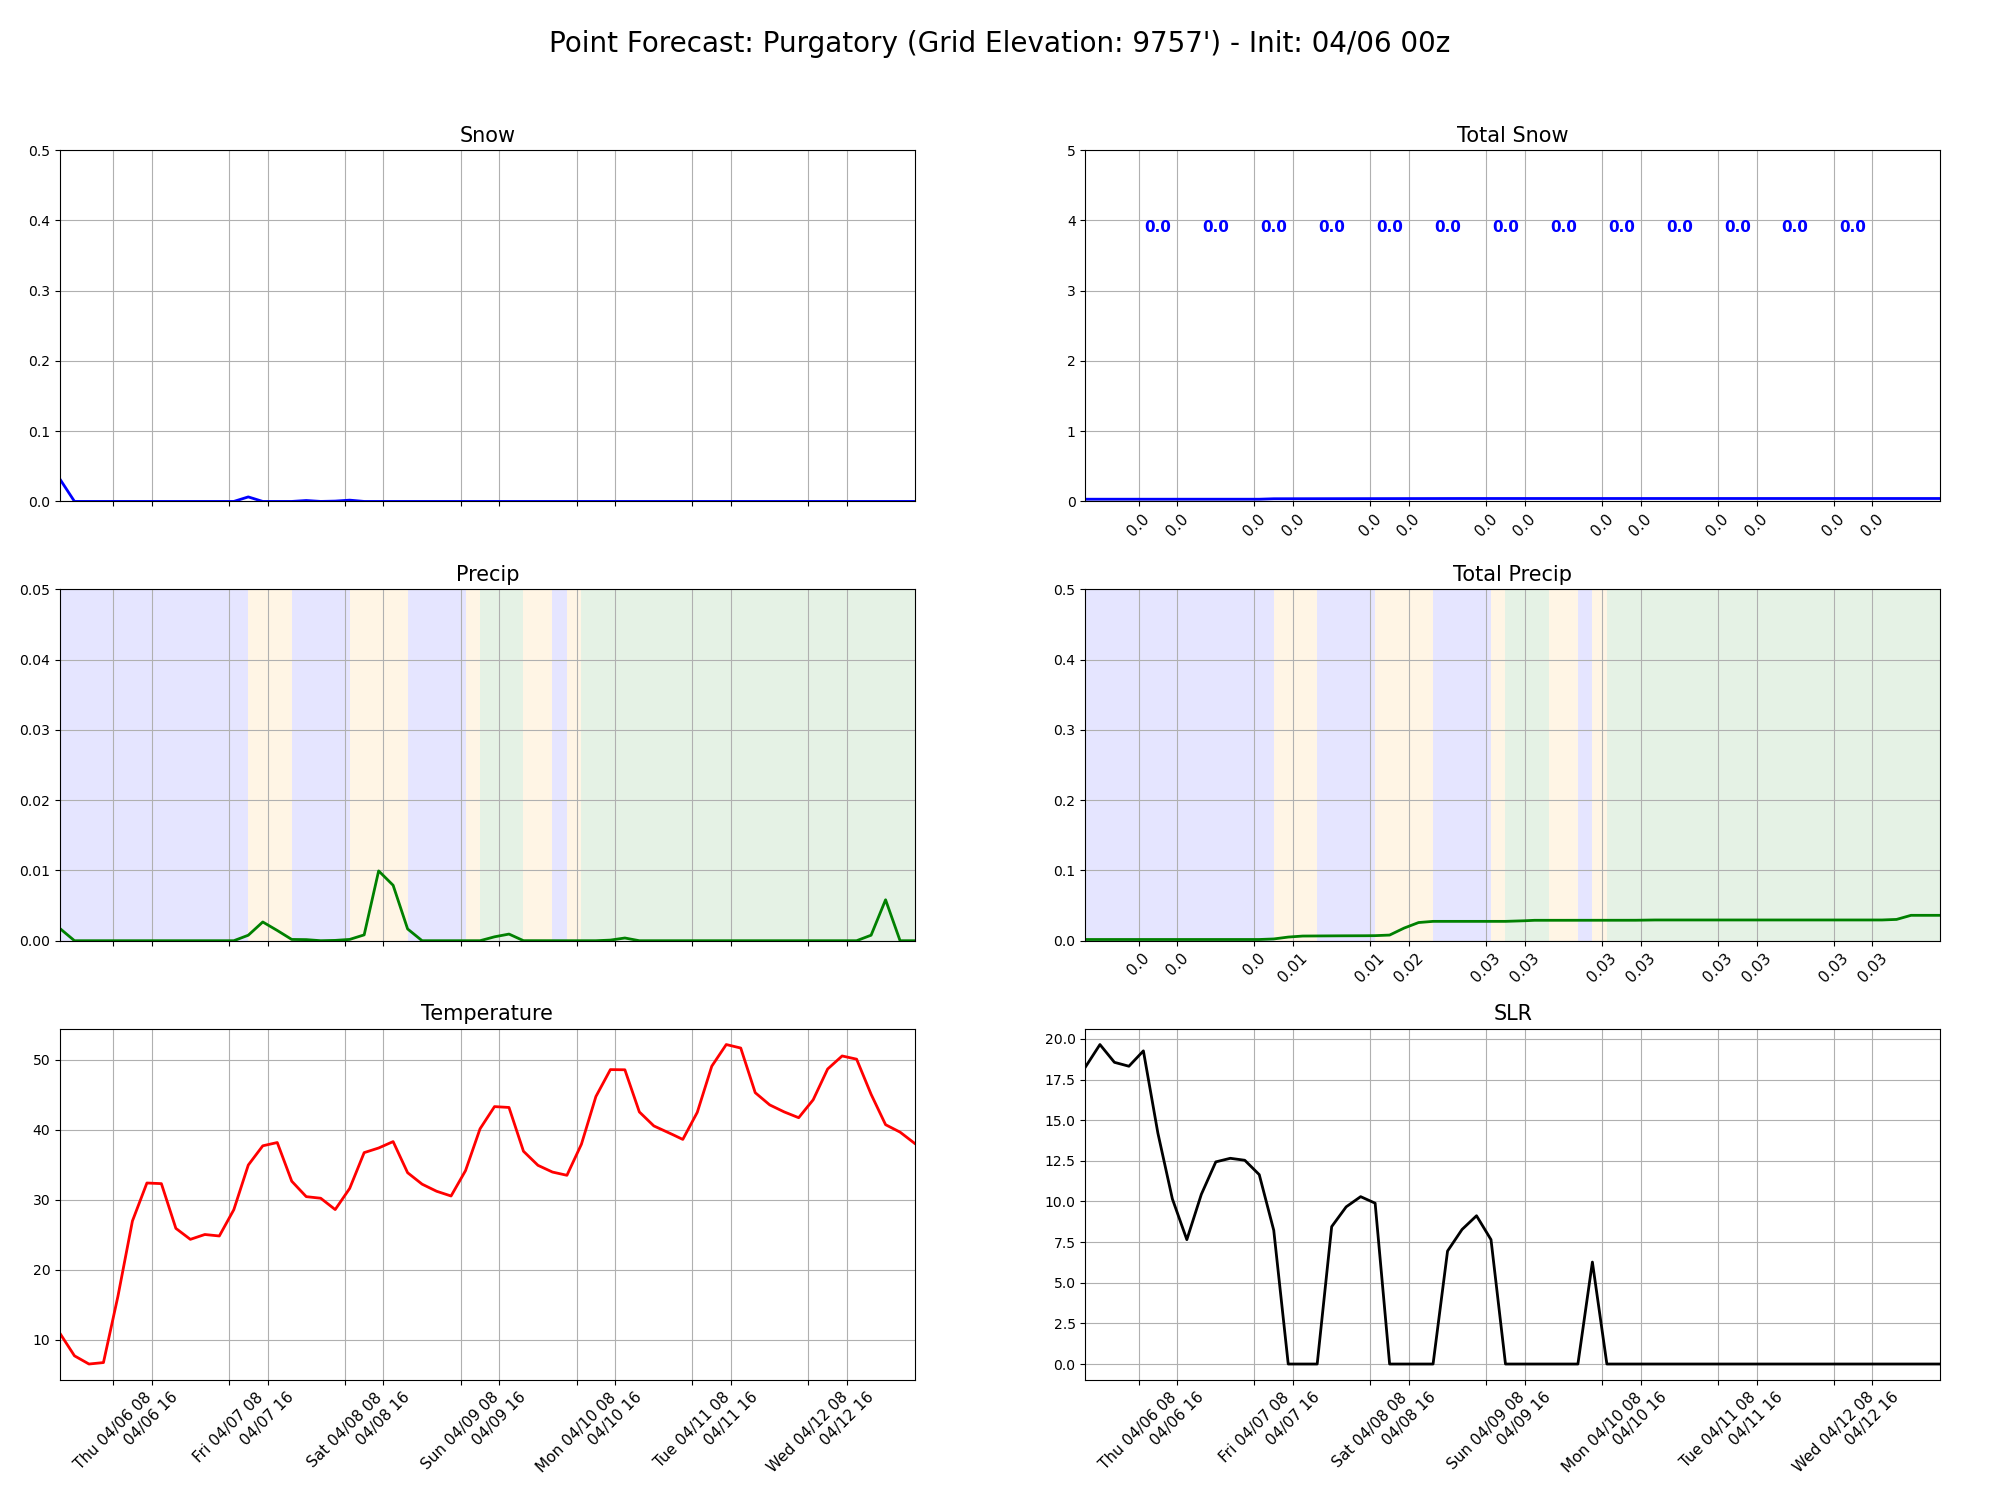 Point Forecast: Purgatory (Grid Elevation: 9757') - Init: 04/06 00z
Snow
0.5
0.4
0.3
0.2
0.1
0.0
Total Snow
5
4
3
2
1
0
0.0 0.0 0.0 0.0 0.0 0.0 0.0 0.0 0.0 0.0 0.0 0.0 0.0
0.0 0.0 0.0 0.0 0.0 0.0 0.0 0.0 0.0 0.0 0.0 0.0 0.0 0.0
Precip
0.05
0.04
0.03
0.02
0.01
0.00
Total Precip
0.5
0.4
0.3
0.2
0.1
0.0
0.0 0.0 0.0 0.01 0.01 0.02 0.03 0.03 0.03 0.03 0.03 0.03 0.03 0.03
Temperature
50
40
30
20
10
Thu 04/06 08
04/06 16
Fri 04/07 08
04/07 16
Sat 04/08 08
04/08 16
Sun 04/09 08
04/09 16
Mon 04/10 08
04/10 16
Tue 04/11 08
04/11 16
Wed 04/12 08
04/12 16
SLR
20.0
17.5
15.0
12.5
10.0
7.5
5.0
2.5
0.0
Thu 04/06 08
04/06 16
Fri 04/07 08
04/07 16
Sat 04/08 08
04/08 16
Sun 04/09 08
04/09 16
Mon 04/10 08
04/10 16
Tue 04/11 08
04/11 16
Wed 04/12 08
04/12 16